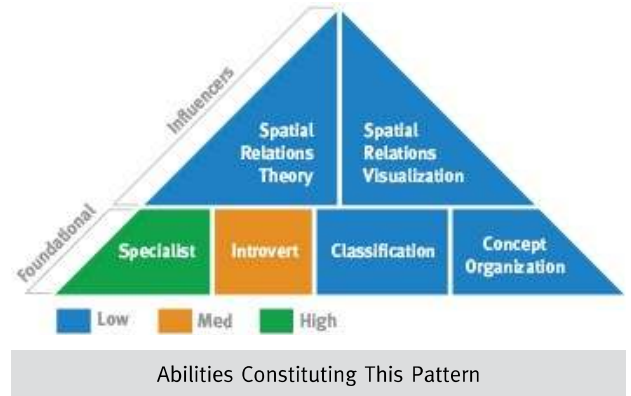 Influencers
Spatial
Relations
Theory
Spatial
Relations
Visualization
Foundational
Specialist
Introvert
Classification
Concept
Organization
Low
Med
High
Abilities Constituting This Pattern